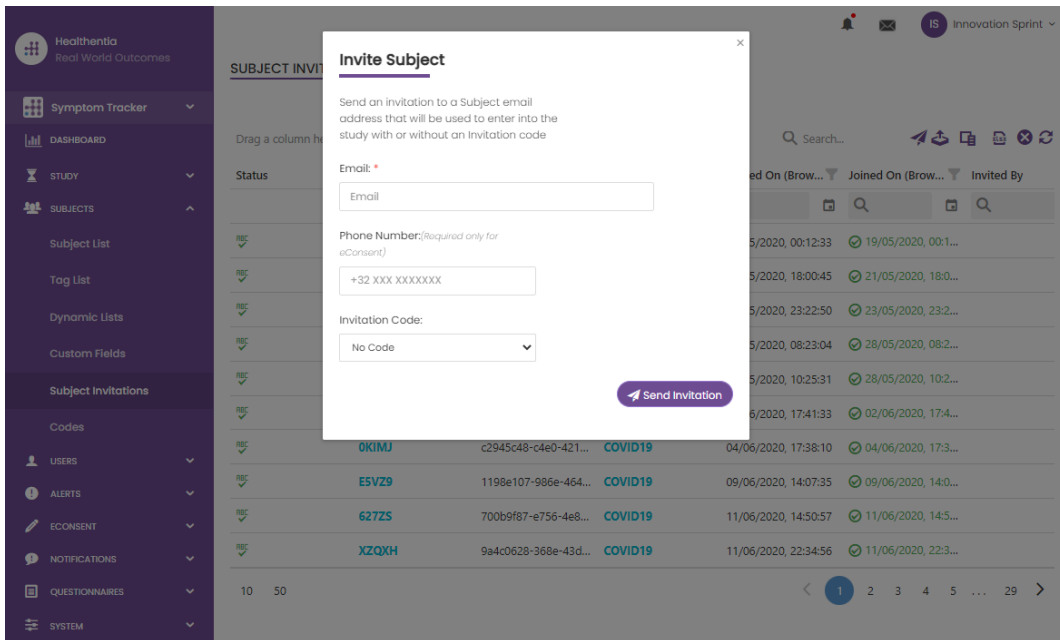 Healthentia
Real World Outcomes
IS
Innovation Sprint
Symptom Tracker
DASHBOARD
STUDY
SUBJECTS
Subject List
Tag List
Dynamic Lists
Custom Fields
Subject Invitations
Codes
USERS
ALERTS
ECONSENT
NOTIFICATIONS
QUESTIONNAIRES
SYSTEM
SUBJECT INVIT
Drag a column he
Search...
Status
ed On (Brow...
Joined On (Brow...
Invited By
Invite Subject
×
Send an invitation to a Subject email
address that will be used to enter into the
study with or without an Invitation code
Email: *
Email
Phone Number:(Required only for
eConsent)
+32 XXX XXXXXXX
Invitation Code:
No Code
Send Invitation
5/2020, 00:12:33 19/05/2020, 00:1...
5/2020, 18:00:45 21/05/2020, 18:0...
5/2020, 23:22:50 23/05/2020, 23:2...
5/2020, 08:23:04 28/05/2020, 08:2...
5/2020, 10:25:31 28/05/2020, 10:2...
6/2020, 17:41:33 02/06/2020, 17:4...
0KIMJ c2945c48-c4e0-421... COVID19 04/06/2020, 17:38:10 04/06/2020, 17:3...
E5VZ9 1198e107-986e-464... COVID19 09/06/2020, 14:07:35 09/06/2020, 14:0...
627ZS 700b9f87-e756-4e8... COVID19 11/06/2020, 14:50:57 11/06/2020, 14:5...
XZQXH 9a4c0628-368e-43d... COVID19 11/06/2020, 22:34:56 11/06/2020, 22:3...
10 50
1 2 3 4 5 ... 29